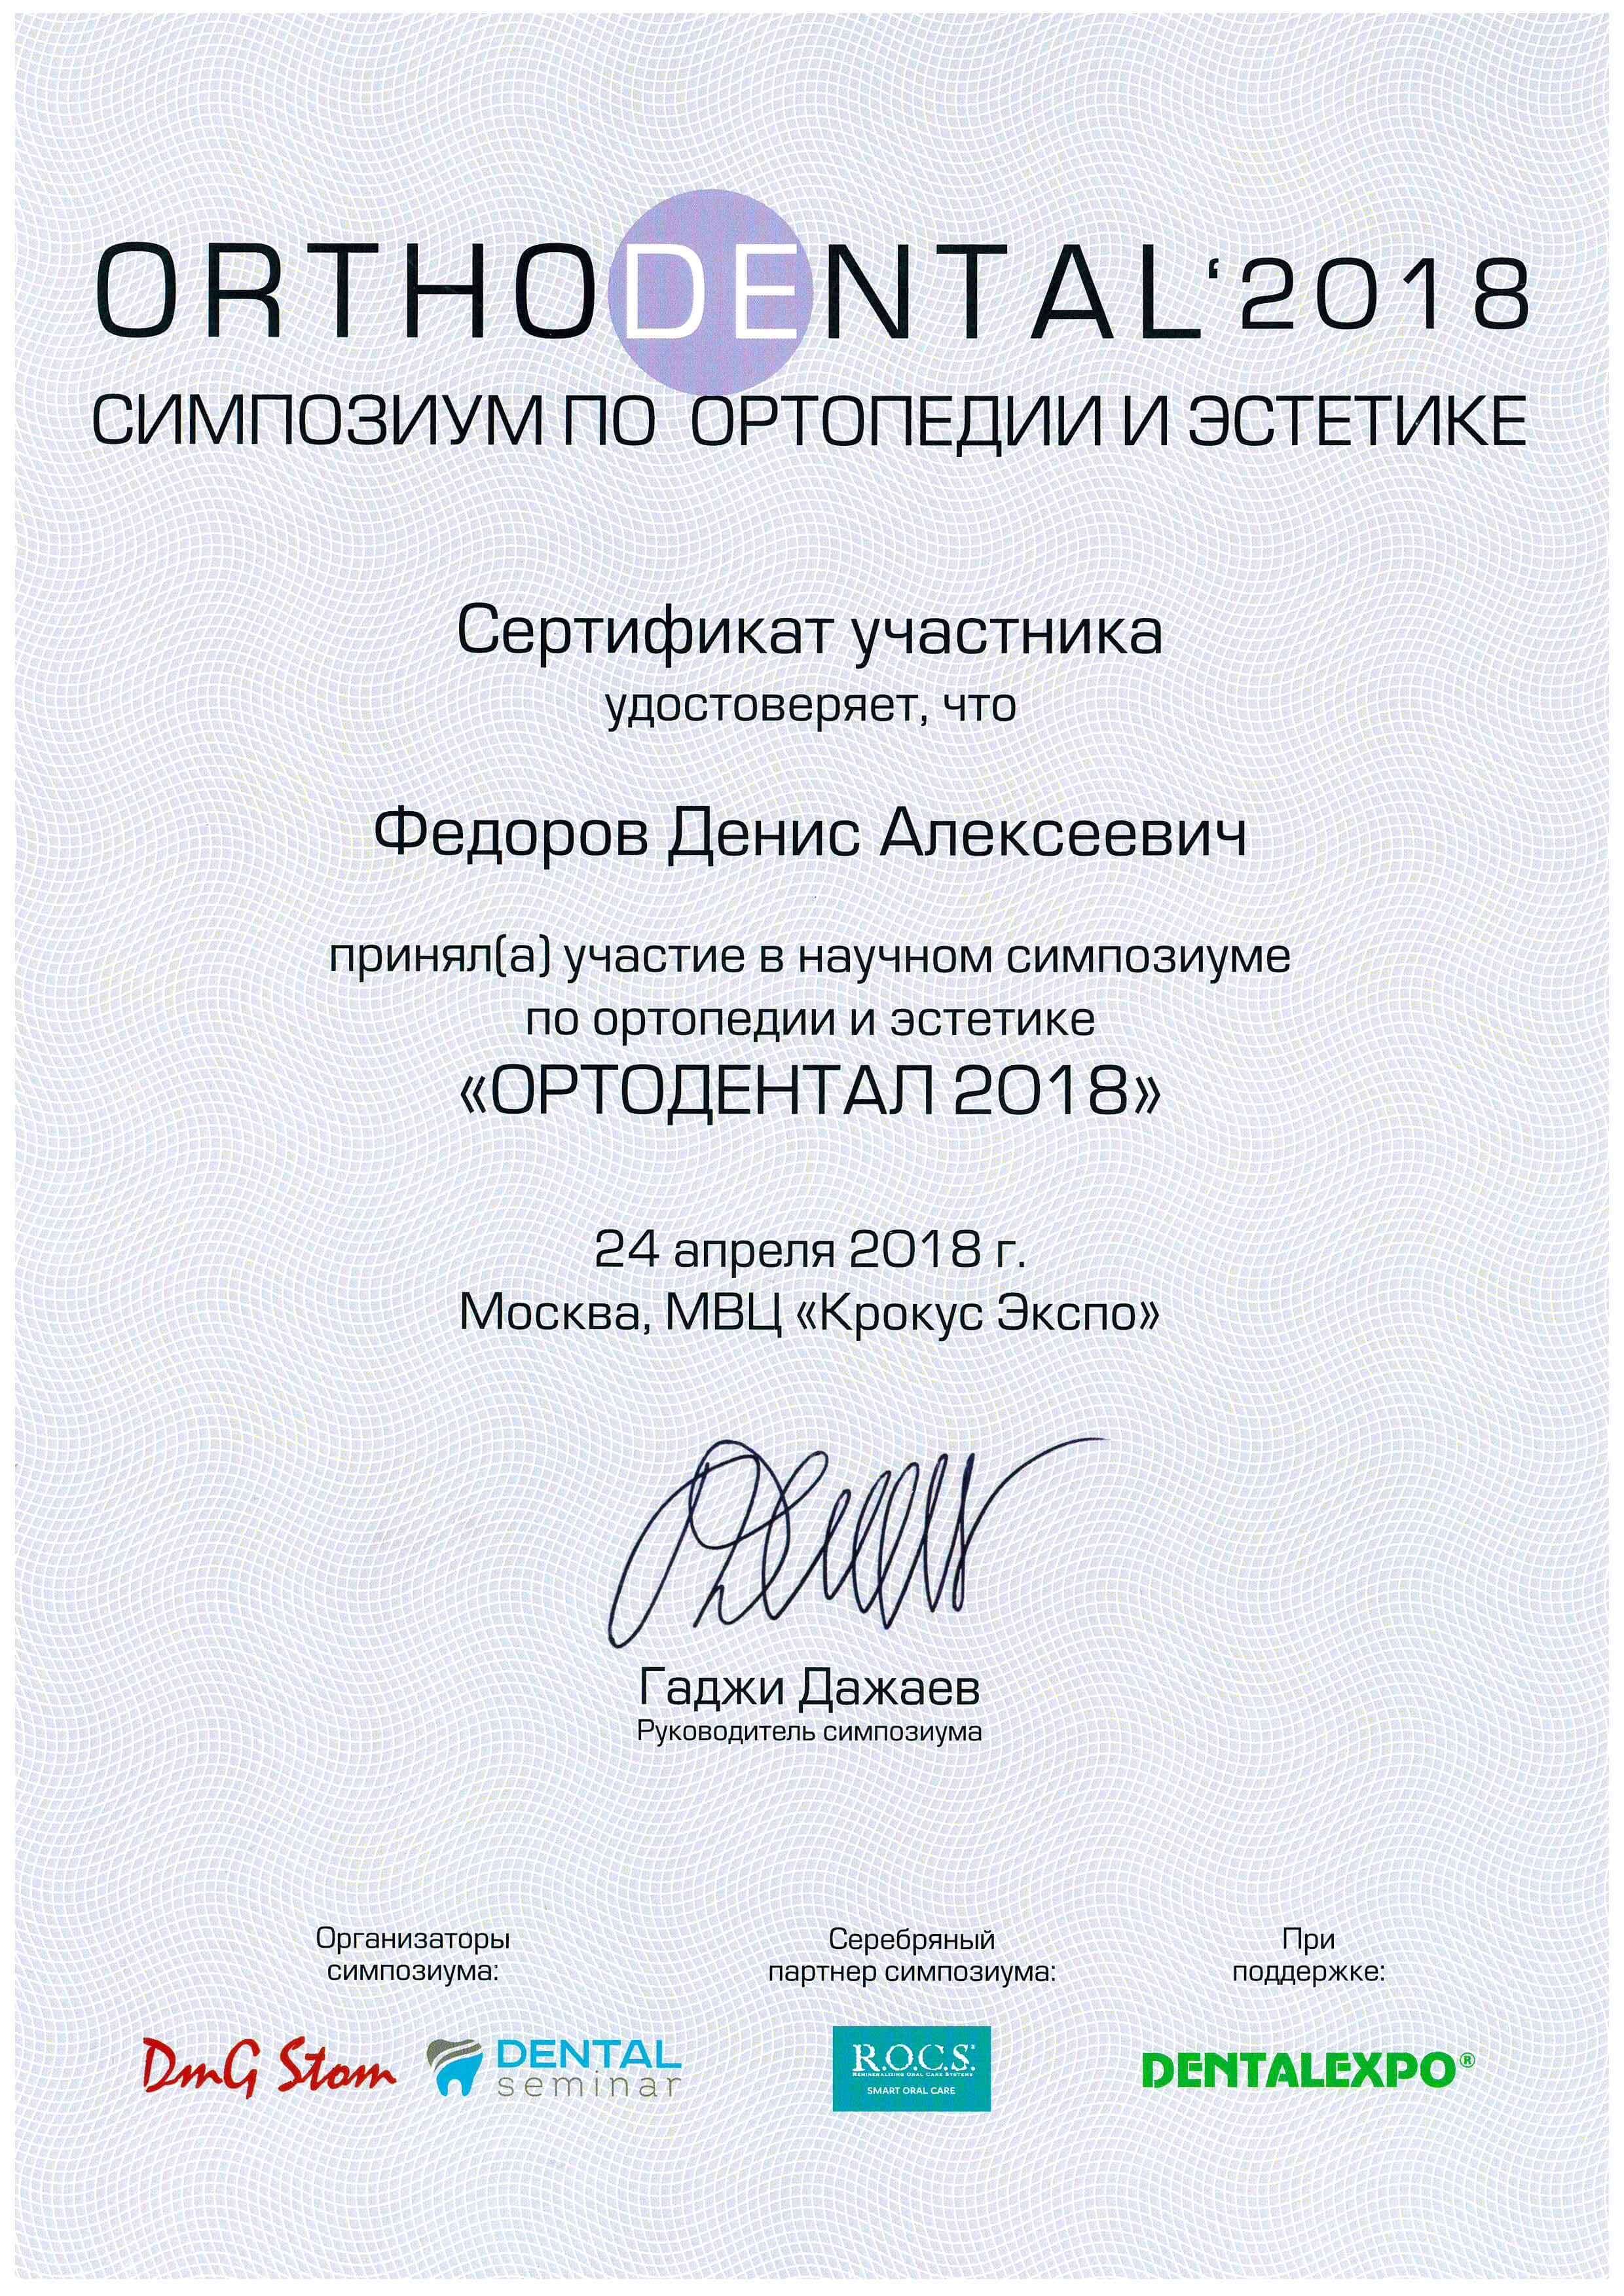 ORTHODENTAL‘2018
СИМПОЗИУМ ПО ОРТОПЕДИИ И ЭСТЕТИКЕ
Сертификат участника
удостоверяет, что
Федоров Денис Алексеевич
принял(а) участие в научном симпозиуме
по ортопедии и эстетике
«ОРТОДЕНТАЛ 2018»
24 апреля 2018 г.
Москва, МВЦ «Крокус Экспо»
Гаджи Дажаев
Руководитель симпозиума
Организаторы
симпозиума:
DmG Stom
DENTAL
seminar
Серебряный
партнер симпозиума:
R.O.C.S.®
REMINERALIZING ORAL CARE SYSTEMS
SMART ORAL CARE
При
поддержке:
DENTALEXPO®